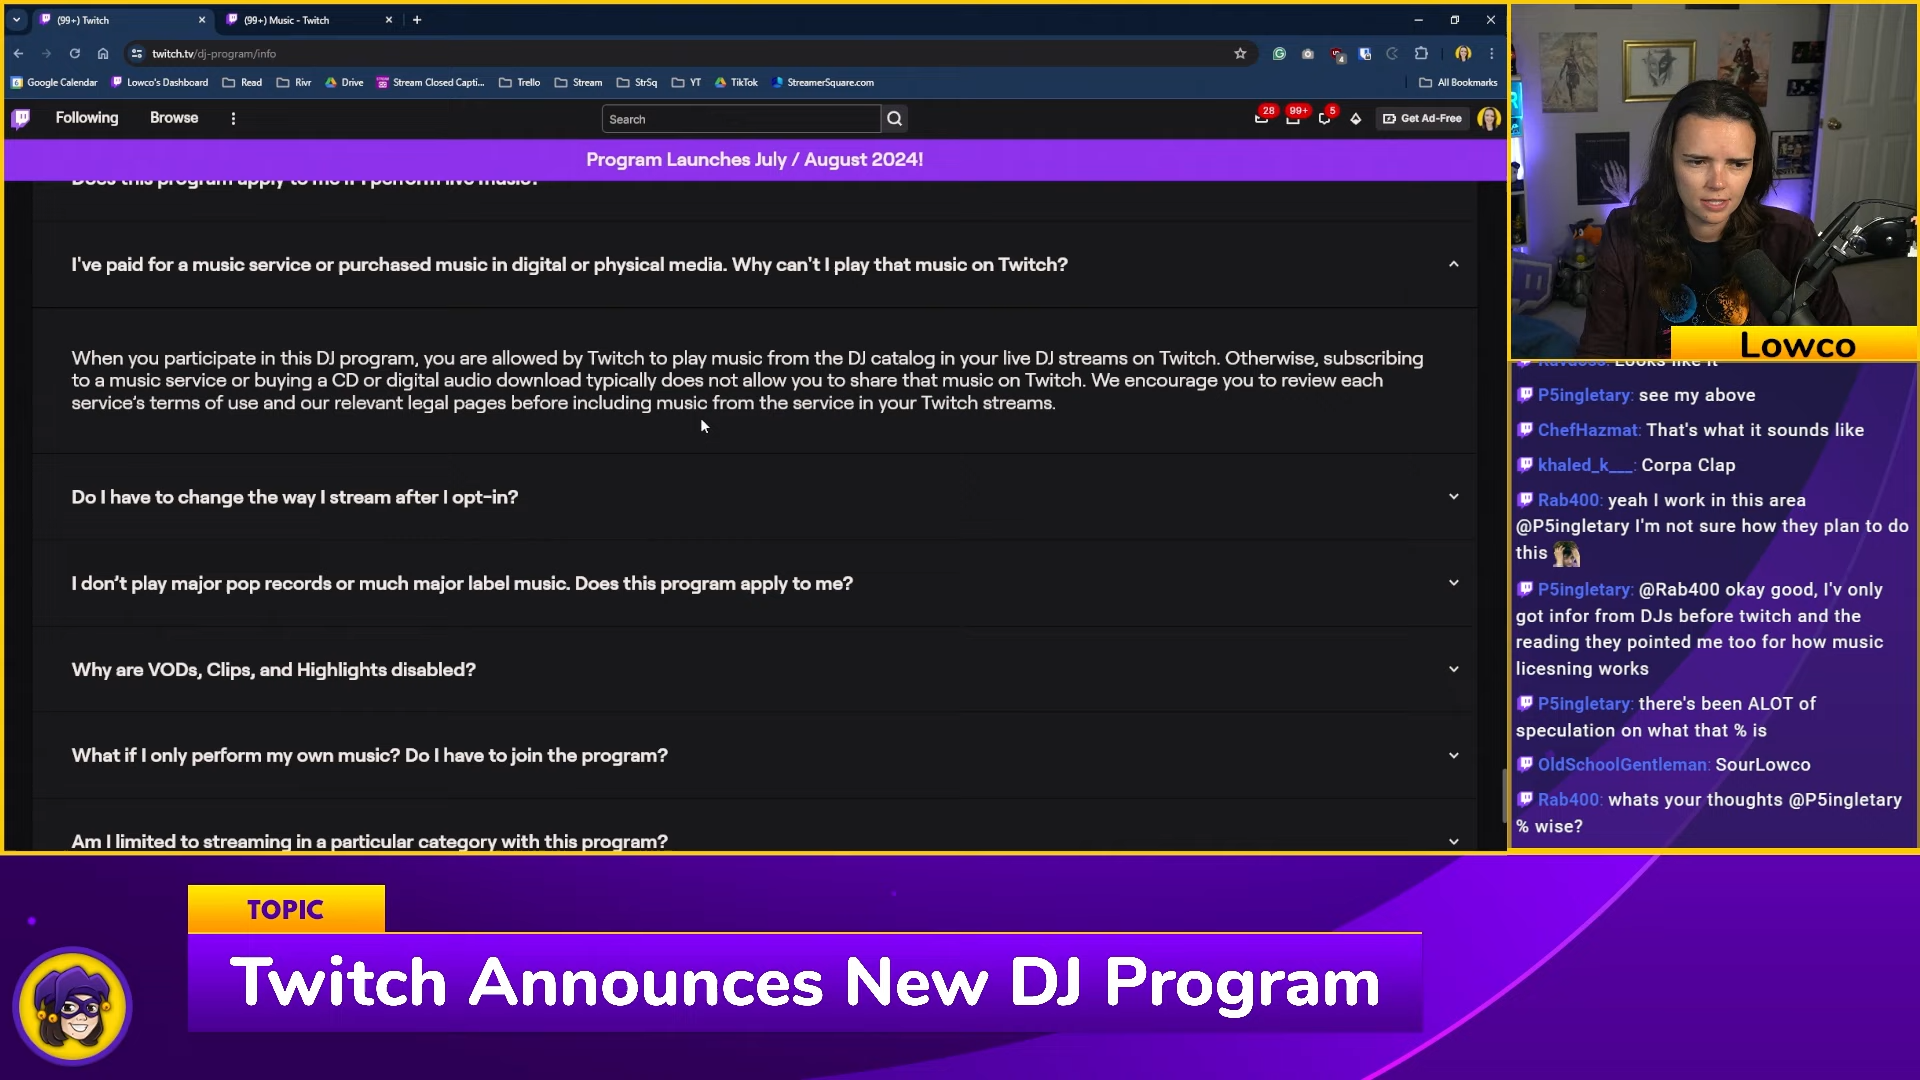 (99+) Twitch
(99+) Music - Twitch
twitch.tv/dj-program/info
Google Calendar
Lowco's Dashboard
Read
Rivr
Drive
Stream Closed Capti...
Trello
Stream
StrSq
YT
TikTok
StreamerSquare.com
All Bookmarks
Following
Browse
Search
28
99+
5
Get Ad-Free
Program Launches July / August 2024!
Does this program apply to me if I perform live music?
I've paid for a music service or purchased music in digital or physical media. Why can't I play that music on Twitch?
When you participate in this DJ program, you are allowed by Twitch to play music from the DJ catalog in your live DJ streams on Twitch. Otherwise, subscribing
to a music service or buying a CD or digital audio download typically does not allow you to share that music on Twitch. We encourage you to review each
service's terms of use and our relevant legal pages before including music from the service in your Twitch streams.
Do I have to change the way I stream after I opt-in?
I don't play major pop records or much major label music. Does this program apply to me?
Why are VODs, Clips, and Highlights disabled?
What if I only perform my own music? Do I have to join the program?
Am I limited to streaming in a particular category with this program?
Lowco
Looks like it
P5ingletary: see my above
ChefHazmat: That's what it sounds like
khaled_k___: Corpa Clap
Rab400: yeah I work in this area
@P5ingletary I'm not sure how they plan to do
this
P5ingletary: @Rab400 okay good, I'v only
got infor from DJs before twitch and the
reading they pointed me too for how music
licesning works
P5ingletary: there's been ALOT of
speculation on what that % is
OldSchoolGentleman: SourLowco
Rab400: whats your thoughts @P5ingletary
% wise?
TOPIC
Twitch Announces New DJ Program